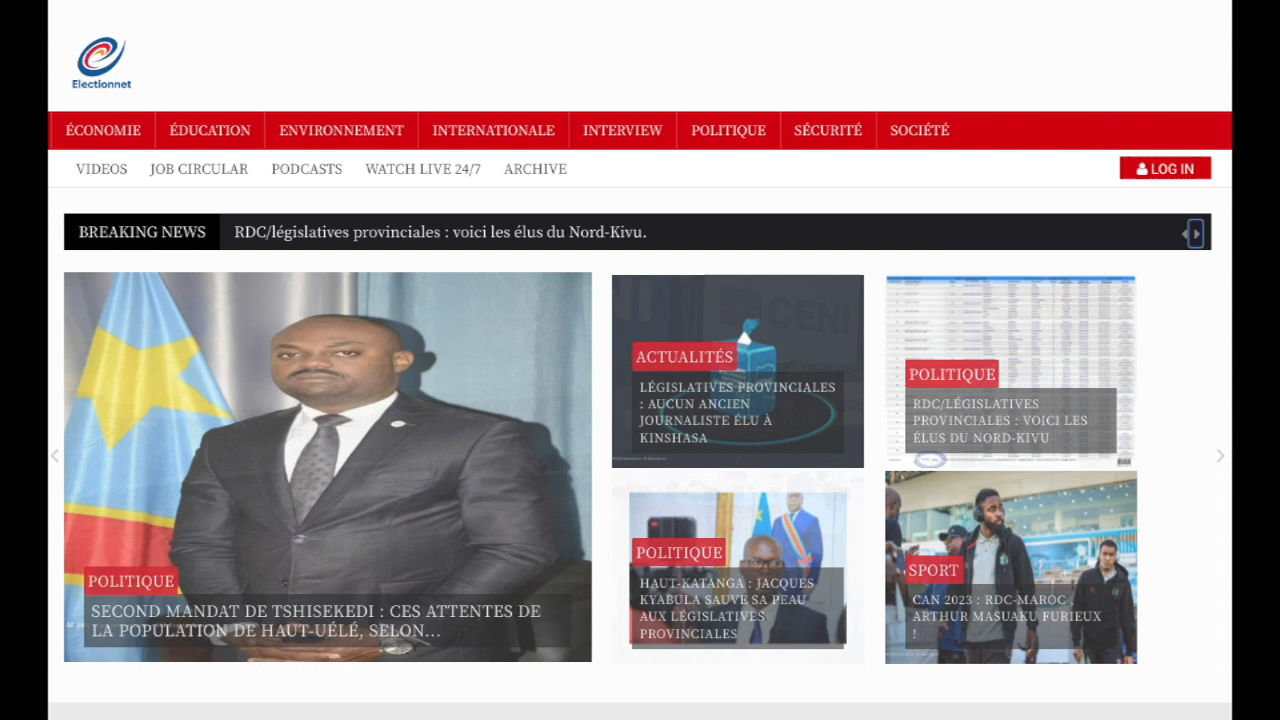 Electionnet
ÉCONOMIE
ÉDUCATION
ENVIRONNEMENT
INTERNATIONALE
INTERVIEW
POLITIQUE
SÉCURITÉ
SOCIÉTÉ
VIDEOS
JOB CIRCULAR
PODCASTS
WATCH LIVE 24/7
ARCHIVE
LOG IN
BREAKING NEWS
RDC/législatives provinciales : voici les élus du Nord-Kivu.
POLITIQUE
SECOND MANDAT DE TSHISEKEDI : CES ATTENTES DE
LA POPULATION DE HAUT-UÉLÉ, SELON...
CENI
ACTUALITÉS
LÉGISLATIVES PROVINCIALES
: AUCUN ANCIEN
JOURNALISTE ÉLU À
KINSHASA
POLITIQUE
RDC/LÉGISLATIVES
PROVINCIALES : VOICI LES
ÉLUS DU NORD-KIVU
POLITIQUE
HAUT-KATANGA : JACQUES
KYABULA SAUVE SA PEAU
AUX LÉGISLATIVES
PROVINCIALES
SPORT
CAN 2023 : RDC-MAROC ,
ARTHUR MASUAKU FURIEUX
!